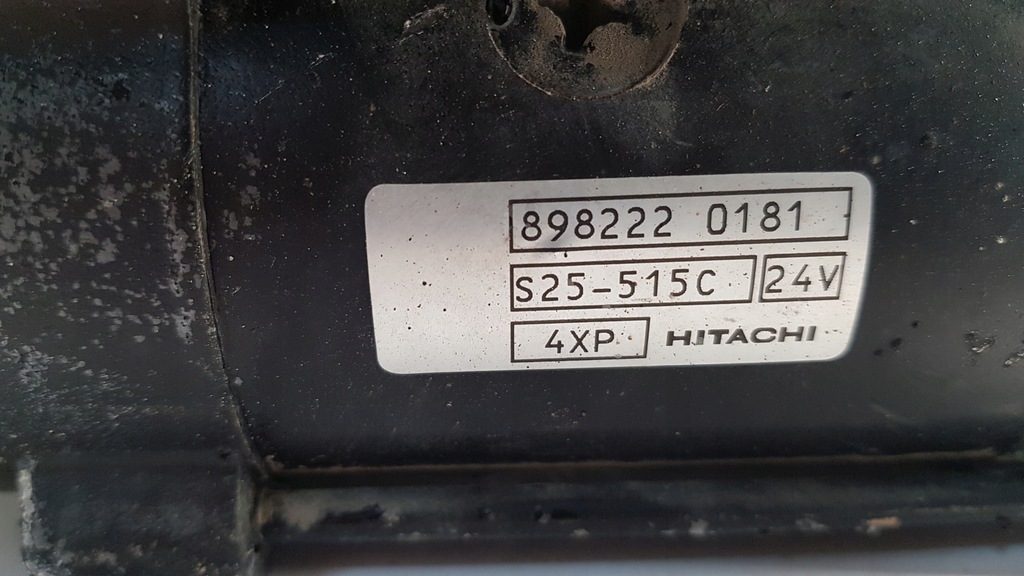 898222 0181
S25-515C 24V
4XP HITACHI